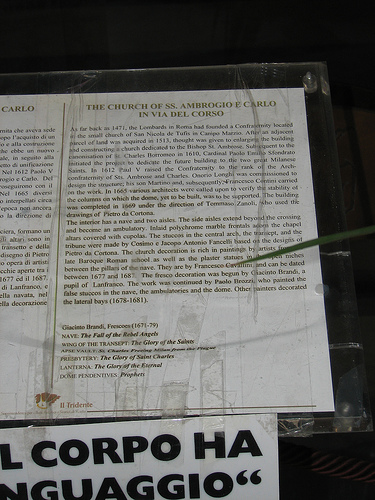 CARLO
THE CHURCH OF SS. AMBROGIO E CARLO
IN VIA DEL CORSO
As far back as 1471, the Lombards in Rome had founded a Confraternity located
in the small church of San Nicola de Tufis in Campo Marzio. After an adjacent
parcel of land was acquired in 1513, thought was given to enlarging the building
and constructing a church dedicated to the Bishop St. Ambrose. Subsequent to the
canonisation of St. Charles Borromeo in 1610, Cardinal Paolo Emilio Sfondrato
initiated the project to dedicate the future building to the two great Milanese
Saints. In 1612 Paul V raised the Confraternity to the rank of the Arch-
confraternity of St. Ambrose and Charles. Onorio Longhi was commissioned to
design the structure; his son Martino and, subsequently, Francesco Comini carried
on the work. In 1665 various architects were called upon to verify the stability of
the columns on which the dome, yet to be built, was to be supported. The building
was completed in 1669 under the direction of Tommaso Zanoli, who used the
drawings of Pietro da Cortona.
The interior has a nave and two aisles. The side aisles extend beyond the crossing
and become an ambulatory. Inlaid polychrome marble frontals adorn the chapel
altars covered with cupolas. The stuccos in the central arch, the transept, and the
tribune were made by Cosimo e Jacopo Antonio Fancelli based on the designs of
Pietro da Cortona. The church decoration is rich in paintings by artists from the
late Baroque Roman school as well as the plaster statues in the open niches
between the pillars of the nave. They are by Francesco Cavallini, and can be dated
between 1677 and 1687. The fresco decoration was begun by Giacinto Brandi, a
pupil of Lanfranco. The work was continued by Paolo Brozzi, who painted the
false stuccos in the nave, the ambulatories and the dome. Other painters decorated
the lateral bays (1678-1681).
Giacinto Brandi, Frescoes (1671-79)
NAVE: The Fall of the Rebel Angels
WING OF THE TRANSEPT: The Glory of the Saints
APSE VAULT: St. Charles Freeing Milan from the Plague
PRESBYTERY: The Glory of Saint Charles
LANTERNA: The Glory of the Eternal
DOME PENDENTIVES: Prophets
Il Tridente
L CORPO HA
NGUAGGIO“